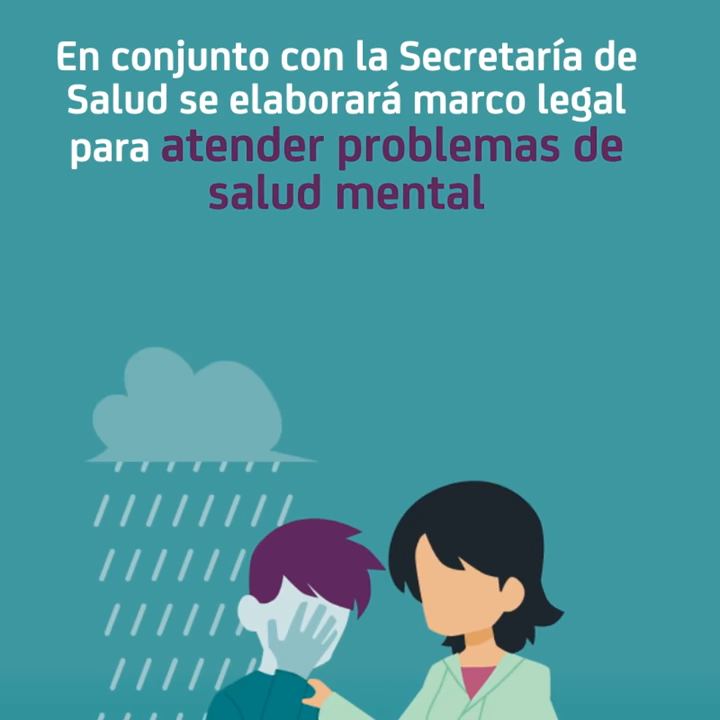 En conjunto con la Secretaría de
Salud se elaborará marco legal
para atender problemas de
salud mental